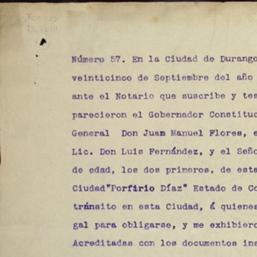 Número 57. En la Ciudad de Durango
veinticinco de Septiembre del año
ante el Notario que suscribe y tes
parecieron el Gobernador Constituc
General Don Juan Manuel Flores, e
Lic. Don Luis Fernández, y el Seño
de edad, los dos primeros, de esta
Ciudad"Porfirio Díaz" Estado de Co
tránsito en esta Ciudad, á quienes
gal para obligarse, y me exhibiero
Acreditadas con los documentos ins